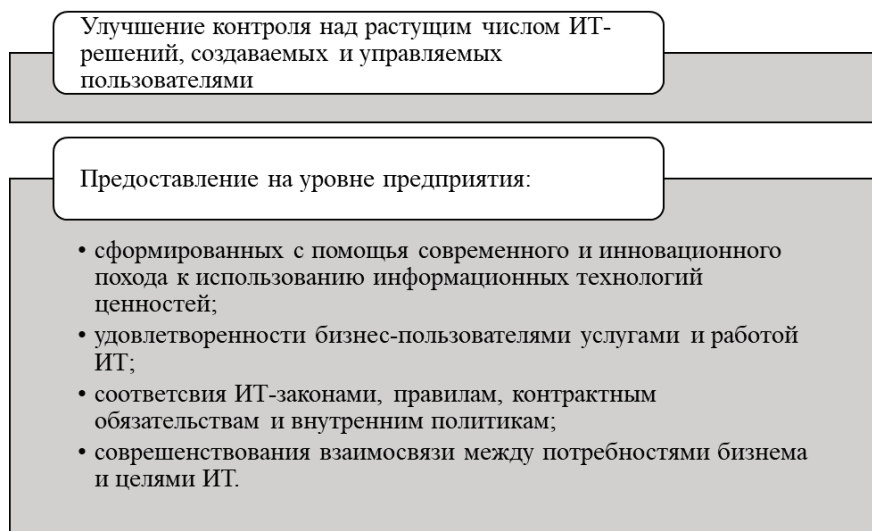 Улучшение контроля над растущим числом ИТ-
решений, создаваемых и управляемых
пользователями
Предоставление на уровне предприятия:
• сформированных с помощья современного и инновационного
похода к использованию информационных технологий
ценностей;
• удовлетворенности бизнес-пользователями услугами и работой
ИТ;
• соответсвия ИТ-законами, правилам, контрактным
обязательствам и внутренним политикам;
• соврешенствования взаимосвязи между потребностями бизнема
и целями ИТ.